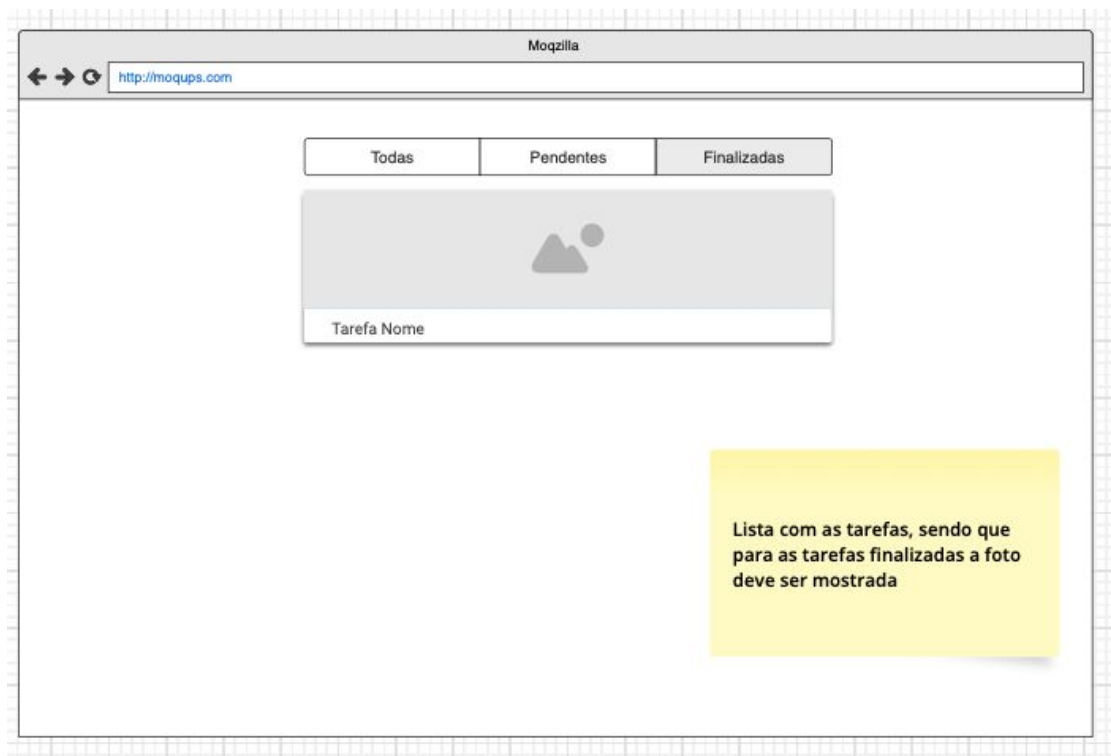 Moqzilla
http://moqups.com
Todas Pendentes Finalizadas
Tarefa Nome
Lista com as tarefas, sendo que
para as tarefas finalizadas a foto
deve ser mostrada